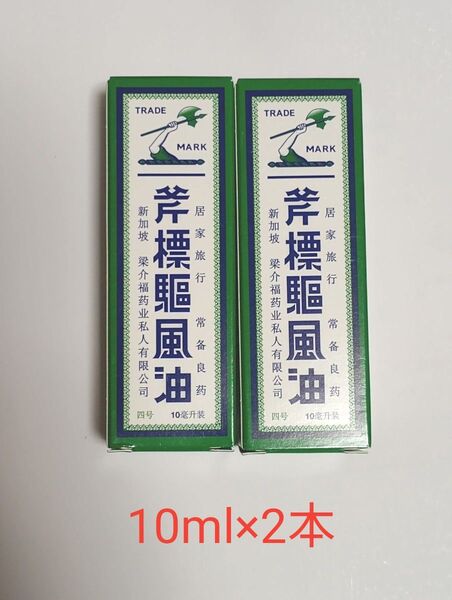 TRADE
MARK
斧標驅風油
居家旅行 常备良药
新加坡 梁介福药业私人有限公司
四号 10毫升装
TRADE
MARK
斧標驅風油
居家旅行 常备良药
新加坡 梁介福药业私人有限公司
四号 10毫升装
10ml×2本